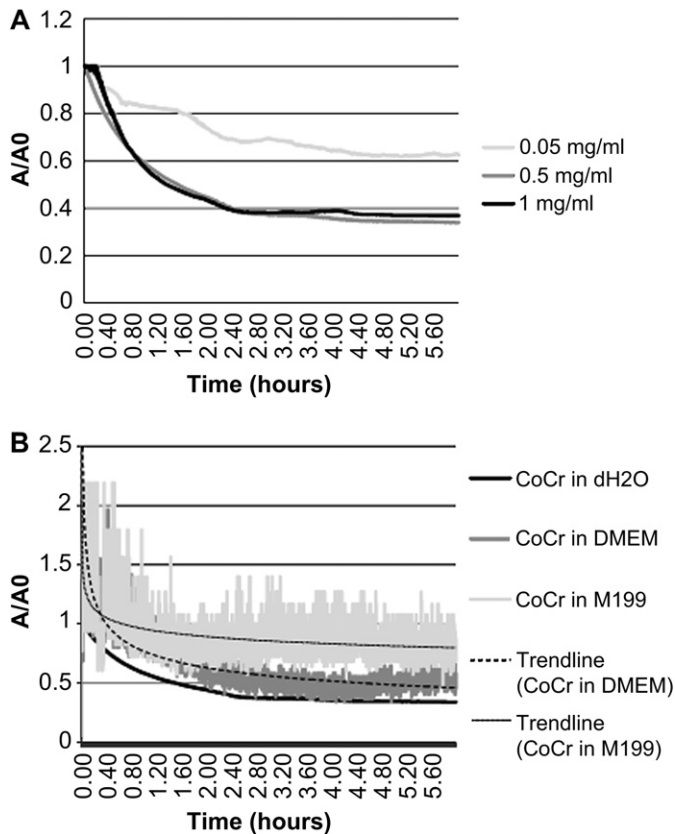 A
1.2
1
0.8
0.6
0.4
0.2
0
A/A0
0.00
0.40
0.80
1.20
1.60
2.00
2.40
2.80
3.20
3.60
4.00
4.40
4.80
5.20
5.60
Time (hours)
0.05 mg/ml
0.5 mg/ml
1 mg/ml
B
2.5
2
1.5
1
0.5
0
A/A0
0.00
0.40
0.80
1.20
1.60
2.00
2.40
2.80
3.20
3.60
4.00
4.40
4.80
5.20
5.60
Time (hours)
CoCr in dH2O
CoCr in DMEM
CoCr in M199
Trendline
(CoCr in DMEM)
Trendline
(CoCr in M199)